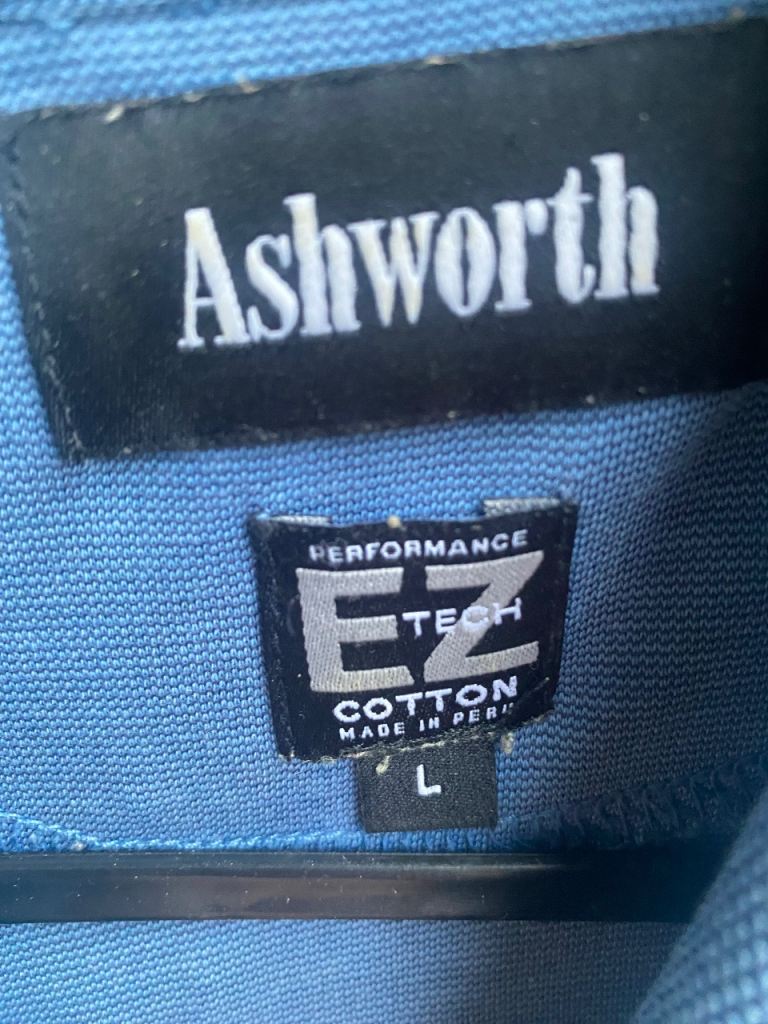 Ashworth
PERFORMANCE
EZ
TECH
COTTON
MADE IN PERU
L